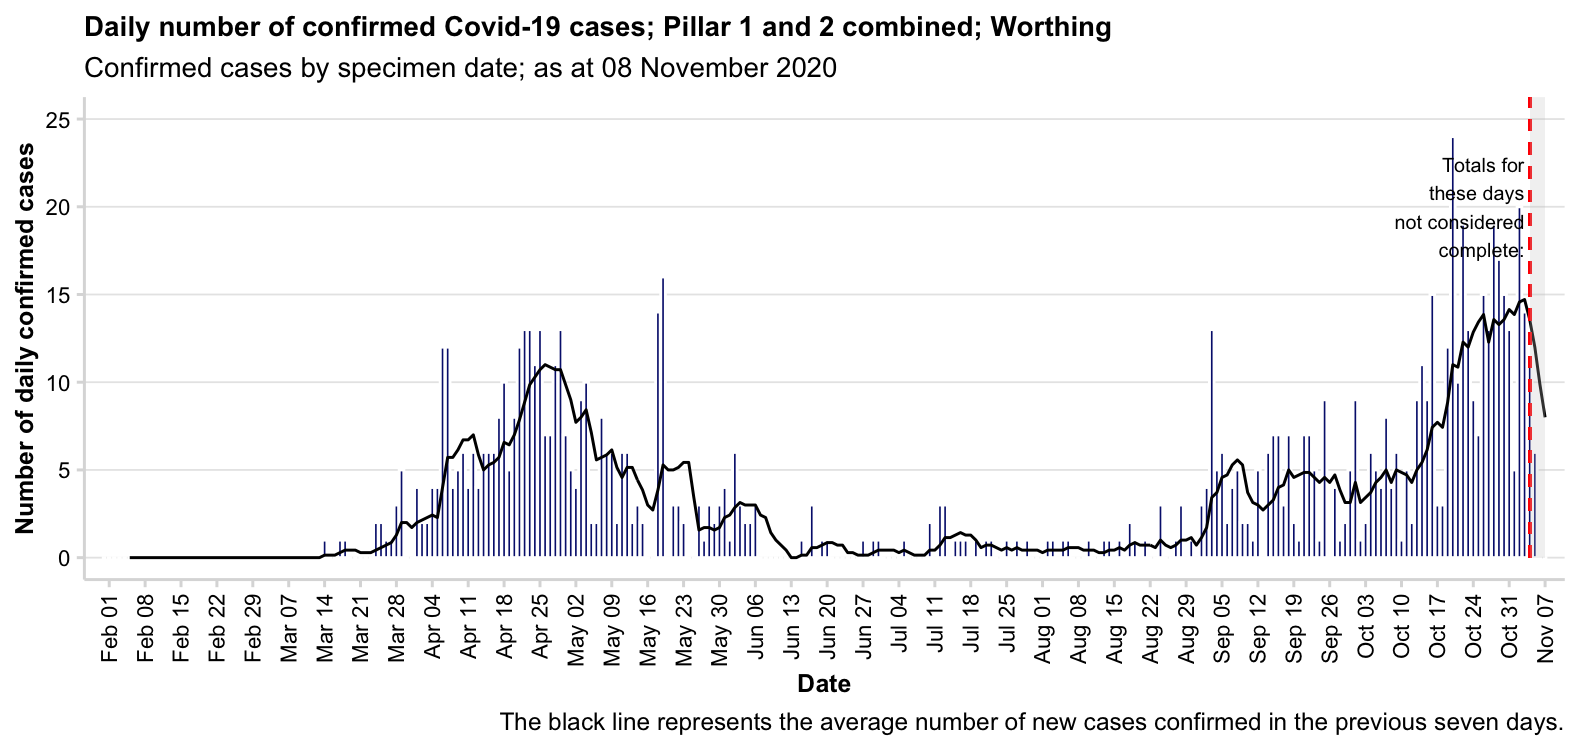 Daily number of confirmed Covid-19 cases; Pillar 1 and 2 combined; Worthing
Confirmed cases by specimen date; as at 08 November 2020
Number of daily confirmed cases
25
20
15
10
5
0
Totals for
these days
not considered
complete:
Feb 01
Feb 08
Feb 15
Feb 22
Feb 29
Mar 07
Mar 14
Mar 21
Mar 28
Apr 04
Apr 11
Apr 18
Apr 25
May 02
May 09
May 16
May 23
May 30
Jun 06
Jun 13
Jun 20
Jun 27
Jul 04
Jul 11
Jul 18
Jul 25
Aug 01
Aug 08
Aug 15
Aug 22
Aug 29
Sep 05
Sep 12
Sep 19
Sep 26
Oct 03
Oct 10
Oct 17
Oct 24
Oct 31
Nov 07
Date
The black line represents the average number of new cases confirmed in the previous seven days.